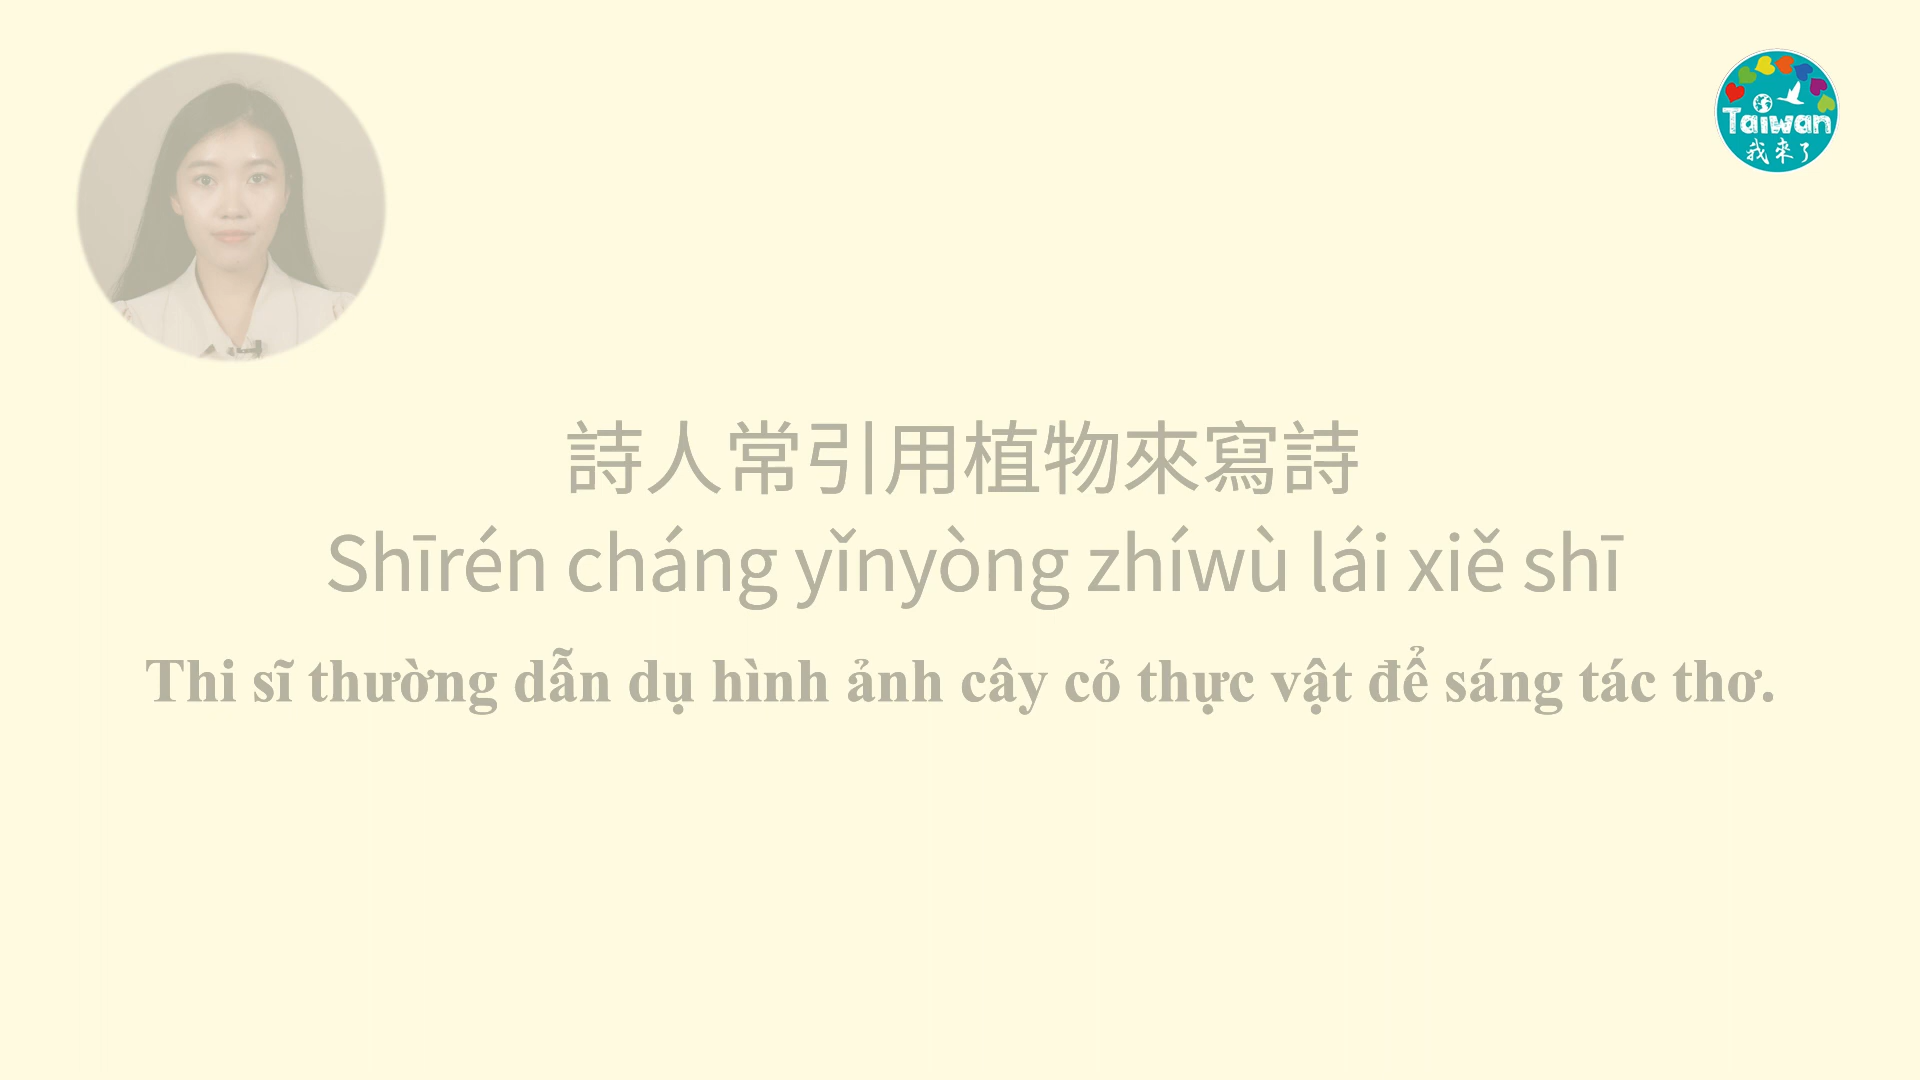 Taiwan
我來了
詩人常引用植物來寫詩
Shīrén cháng yǐnyòng zhíwù lái xiě shī
Thi sĩ thường dẫn dụ hình ảnh cây cỏ thực vật để sáng tác thơ.